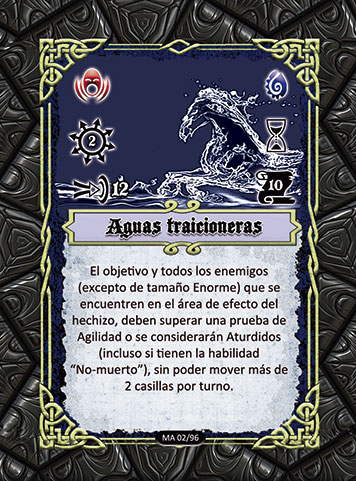 2
12
10
Aguas traicioneras
El objetivo y todos los enemigos
(excepto de tamaño Enorme) que se
encuentren en el área de efecto del
hechizo, deben superar una prueba de
Agilidad o se considerarán Aturdidos
(incluso si tienen la habilidad
“No-muerto”), sin poder mover más de
2 casillas por turno.
MA 02/96